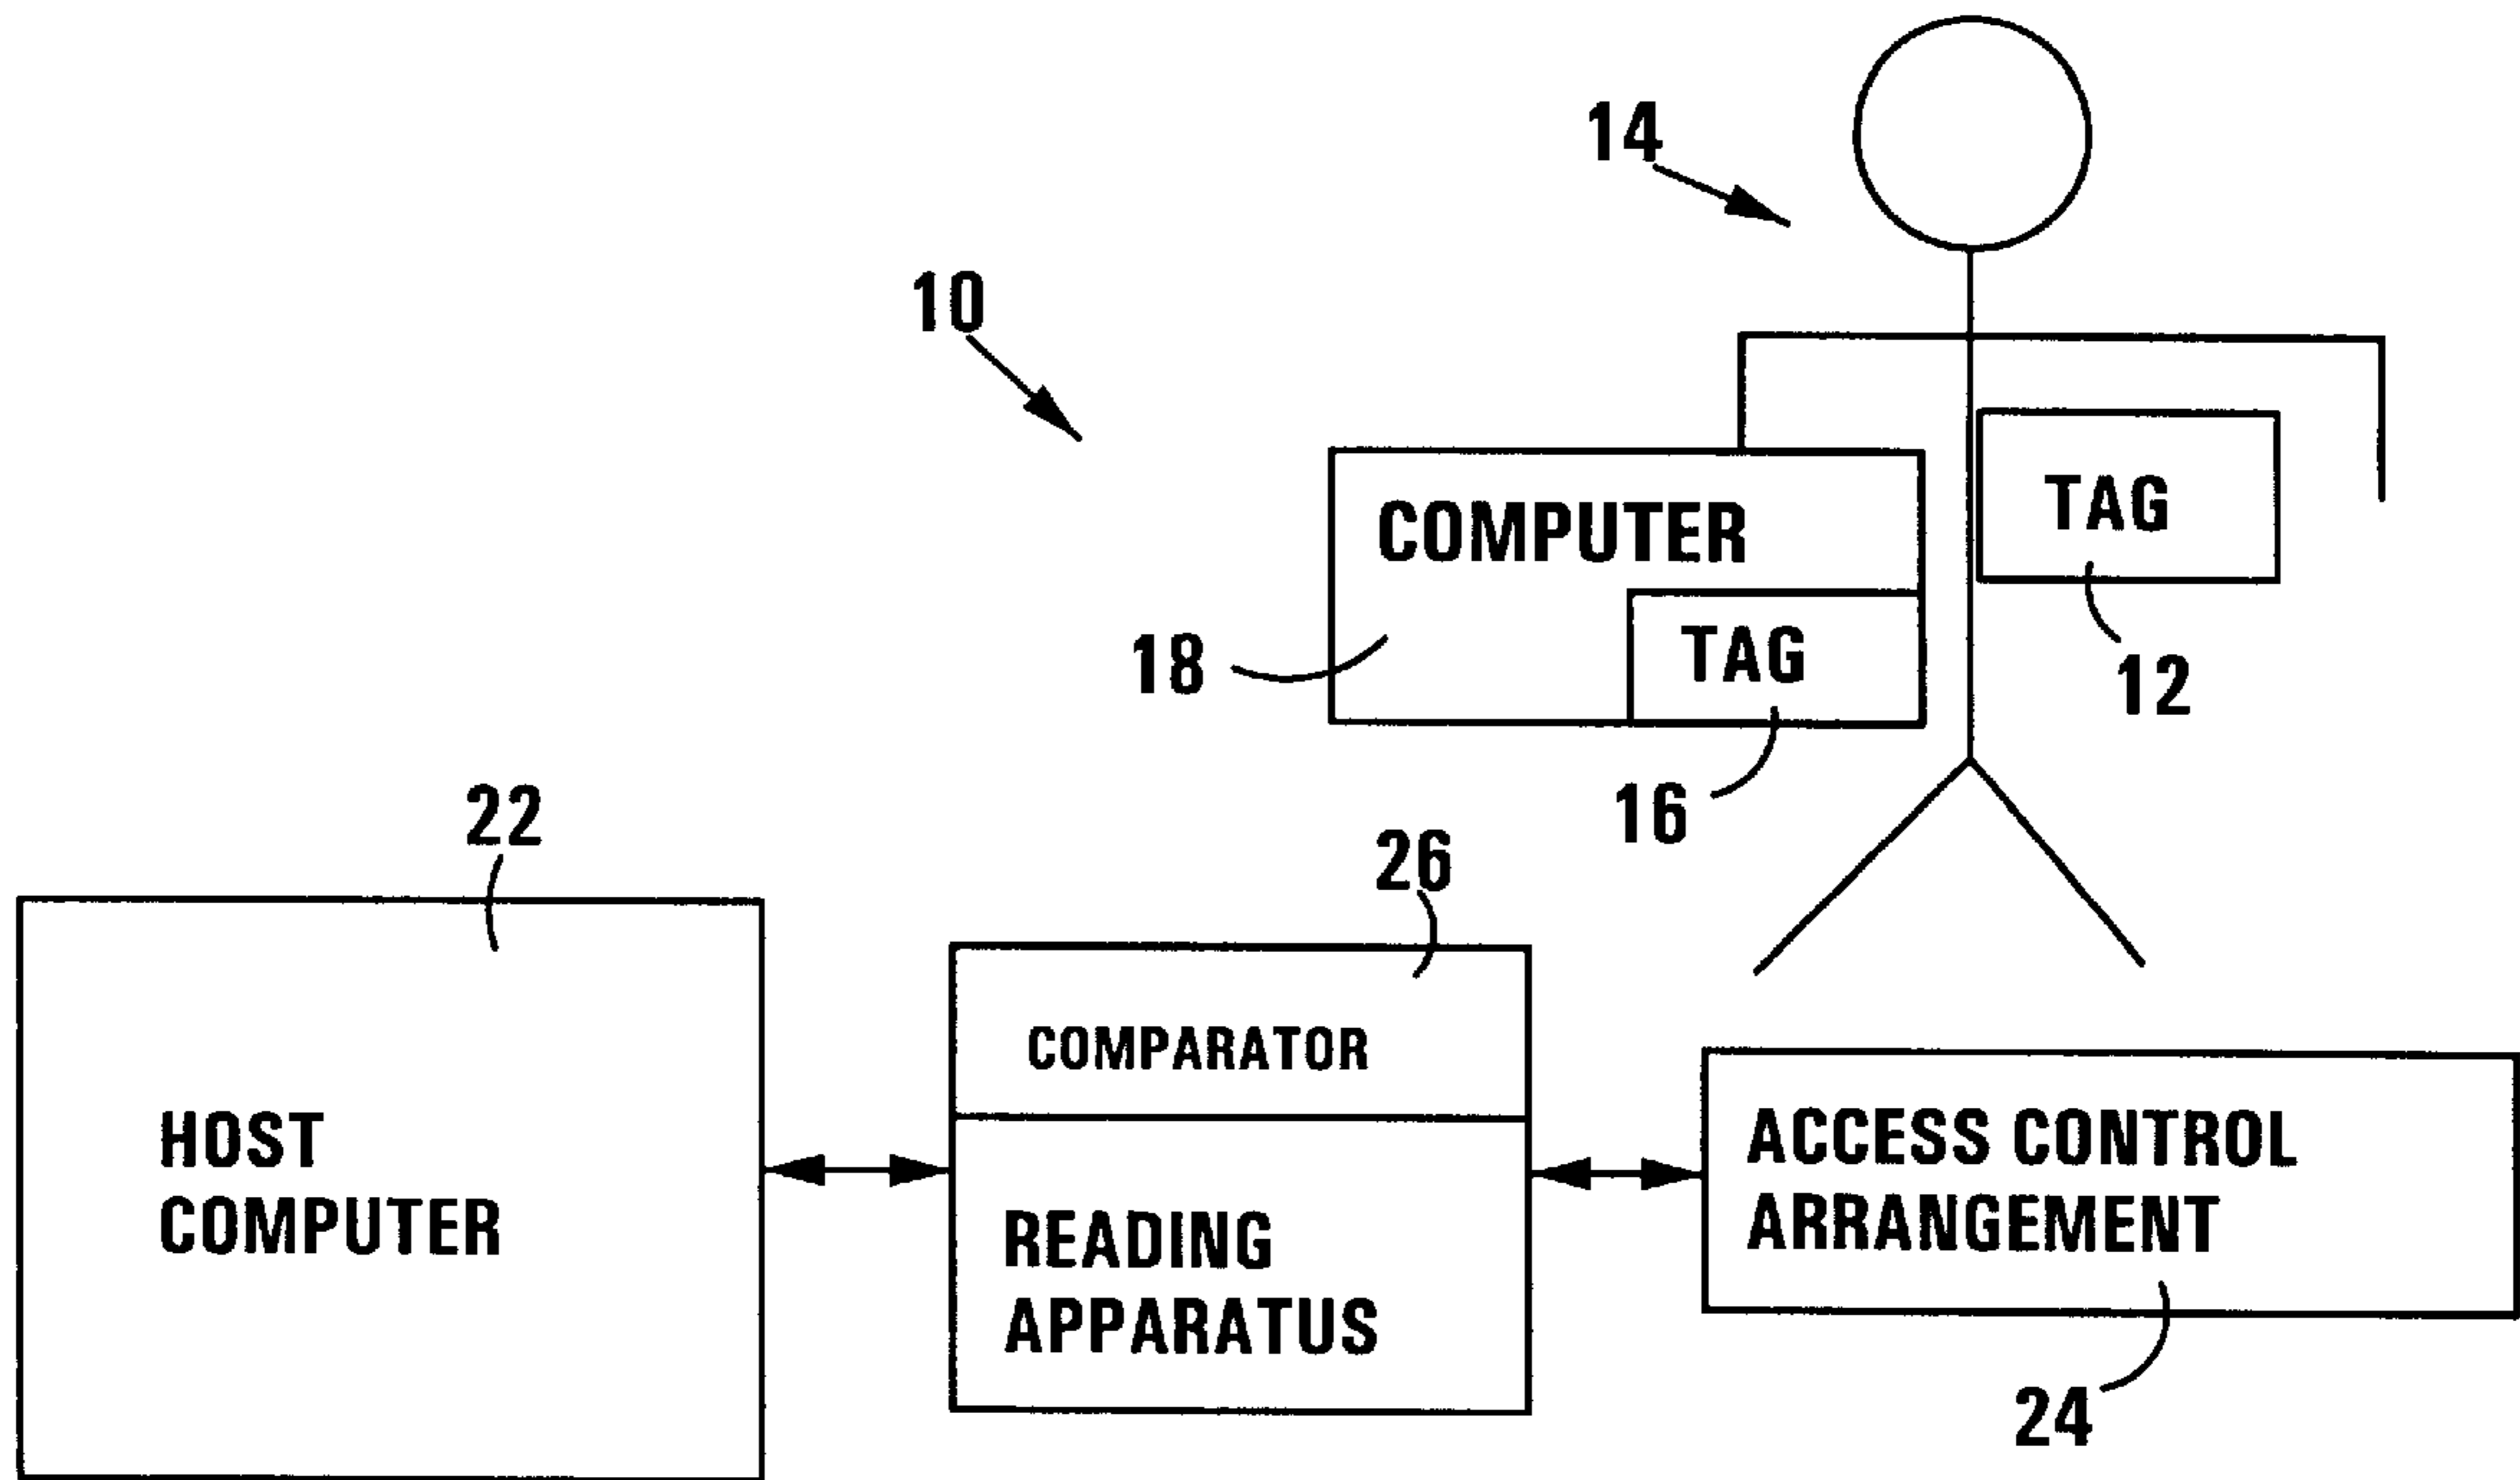 14
10
TAG
COMPUTER
TAG
18
12
16
22
26
COMPARATOR
HOST
COMPUTER
READING
APPARATUS
ACCESS CONTROL
ARRANGEMENT
24